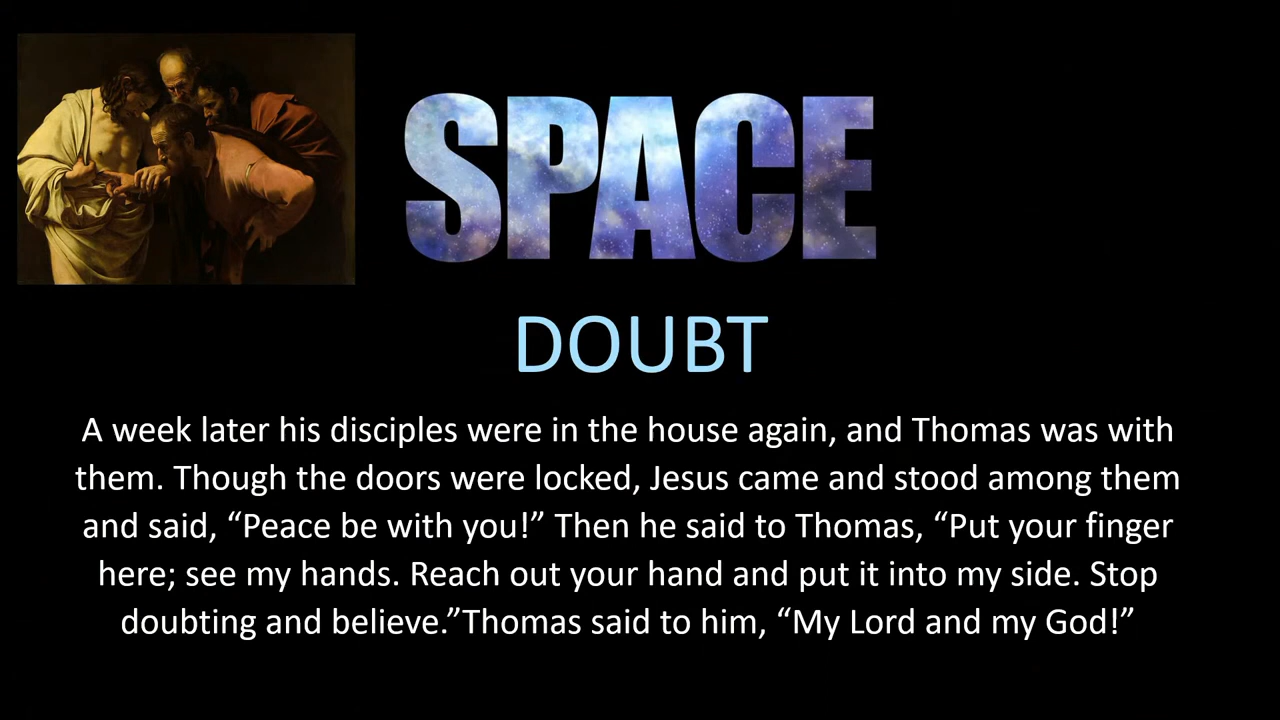 SPACE
DOUBT
A week later his disciples were in the house again, and Thomas was with
them. Though the doors were locked, Jesus came and stood among them
and said, “Peace be with you!” Then he said to Thomas, “Put your finger
here; see my hands. Reach out your hand and put it into my side. Stop
doubting and believe.”Thomas said to him, “My Lord and my God!”